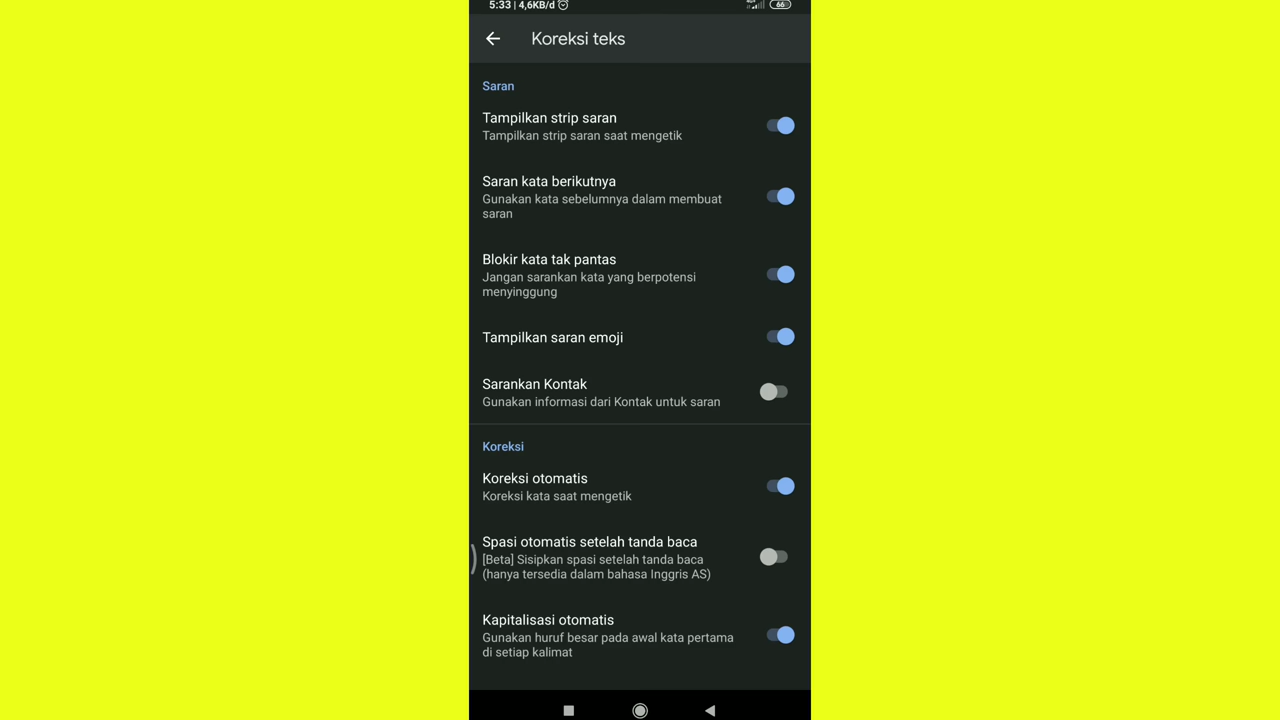 5:33 | 4,6KB/d
66
Koreksi teks
Saran
Tampilkan strip saran
Tampilkan strip saran saat mengetik
Saran kata berikutnya
Gunakan kata sebelumnya dalam membuat
saran
Blokir kata tak pantas
Jangan sarankan kata yang berpotensi
menyinggung
Tampilkan saran emoji
Sarankan Kontak
Gunakan informasi dari Kontak untuk saran
Koreksi
Koreksi otomatis
Koreksi kata saat mengetik
Spasi otomatis setelah tanda baca
[Beta] Sisipkan spasi setelah tanda baca
(hanya tersedia dalam bahasa Inggris AS)
Kapitalisasi otomatis
Gunakan huruf besar pada awal kata pertama
di setiap kalimat